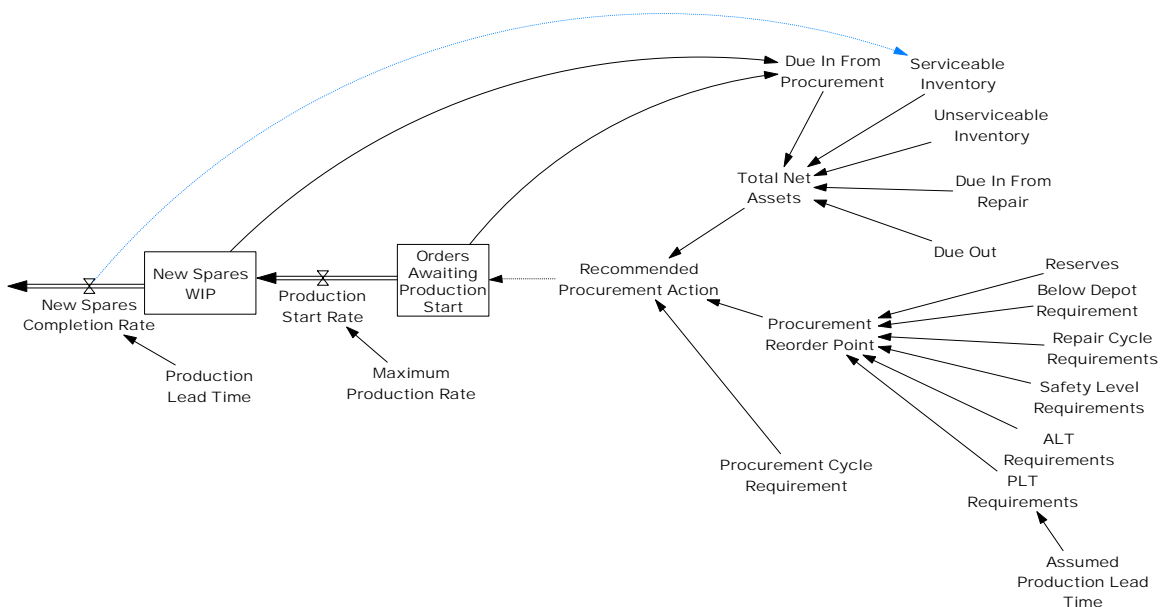 Due In From
Procurement
Serviceable
Inventory
Unserviceable
Inventory
Total Net
Assets
Due In From
Repair
Due Out
Orders
Awaiting
Production
Start
New Spares
WIP
Recommended
Procurement Action
Reserves
Below Depot
Requirement
New Spares
Completion Rate
Production
Start Rate
Procurement
Reorder Point
Repair Cycle
Requirements
Production
Lead Time
Maximum
Production Rate
Safety Level
Requirements
ALT
Requirements
Procurement Cycle
Requirement
PLT
Requirements
Assumed
Production Lead
Time